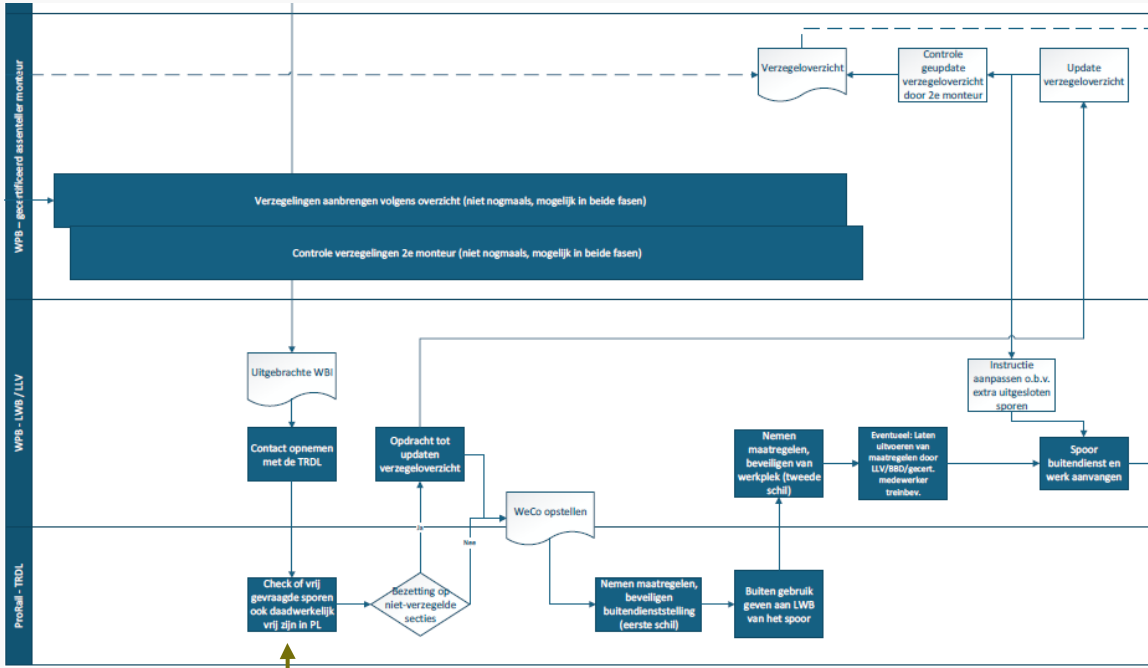 WPB – gecertificeerd assenteller monteur
Verzegeloverzicht
Controle
geupdate
verzegeloverzicht
door 2e monteur
Update
verzegeloverzicht
Verzegelingen aanbrengen volgens overzicht (niet nogmaals, mogelijk in beide fasen)
Controle verzegelingen 2e monteur (niet nogmaals, mogelijk in beide fasen)
WPB - LWB / LLV
Uitgebrachte WBI
Instructie
aanpassen o.b.v.
extra uitgesloten
sporen
Contact opnemen
met de TRDL
Opdracht tot
updaten
verzegeloverzicht
Nemen
maatregelen,
beveiligen van
werkplek (tweede
schil)
Eventueel: Laten
uitvoeren van
maatregelen door
LLV/BBD/gecert.
medewerker
treinbev.
Spoor
buitendienst en
werk aanvangen
WeCo opstellen
Ja
Nee
ProRail - TRDL
Check of vrij
gevraagde sporen
ook daadwerkelijk
vrij zijn in PL
Bezetting op
niet-verzegelde
secties
Nemen maatregelen,
beveiligen
buitendienststelling
(eerste schil)
Buiten gebruik
geven aan LWB
van het spoor